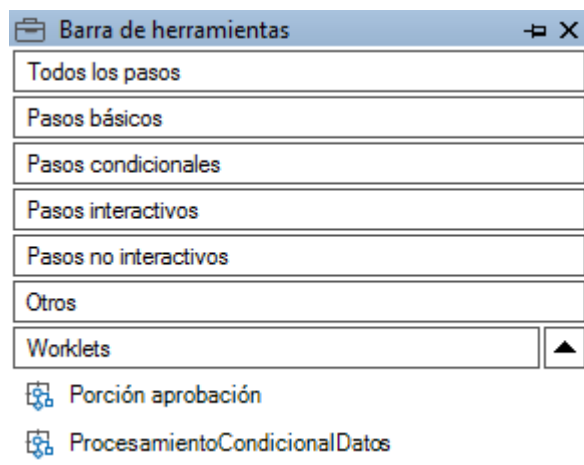 Barra de herramientas
Todos los pasos
Pasos básicos
Pasos condicionales
Pasos interactivos
Pasos no interactivos
Otros
Worklets
Porción aprobación
ProcesamientoCondicionalDatos